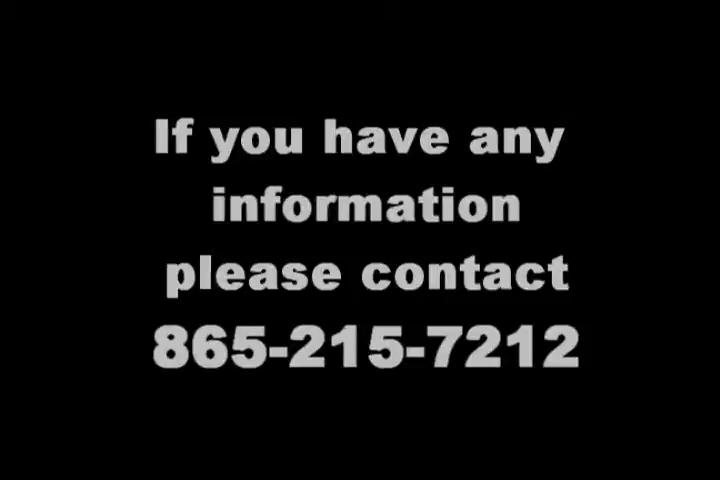 If you have any
information
please contact
865-215-7212